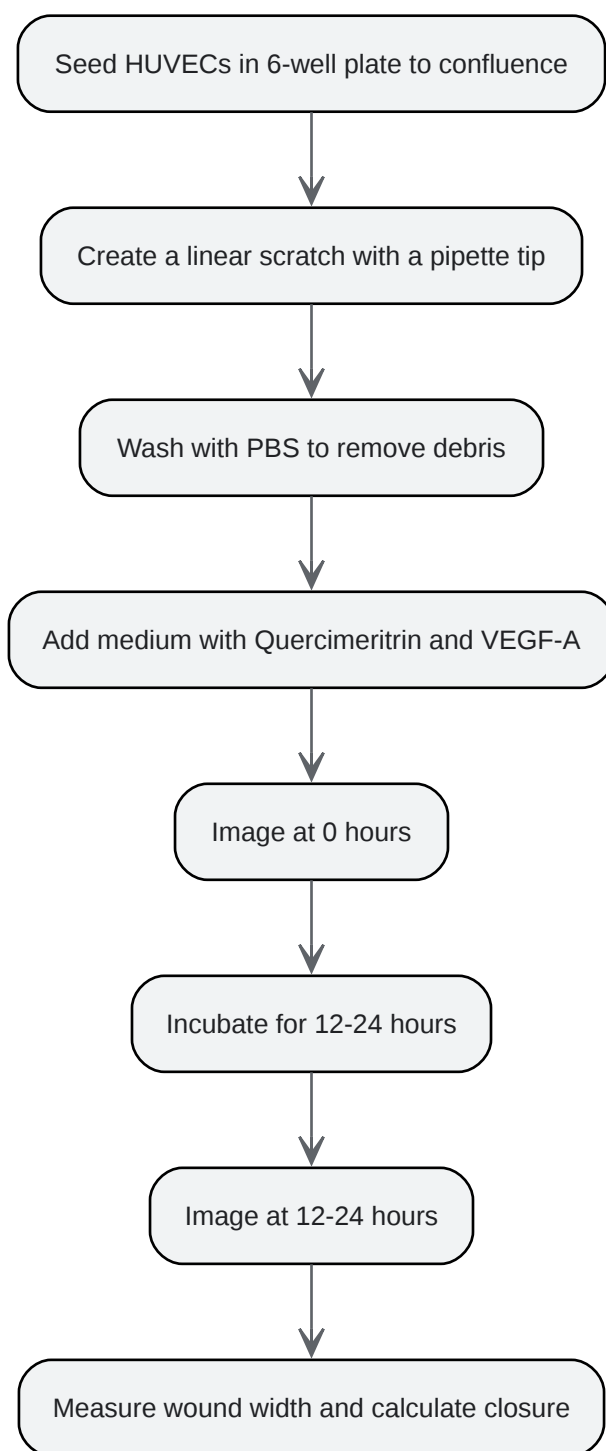 Seed HUVECs in 6-well plate to confluence
Create a linear scratch with a pipette tip
Wash with PBS to remove debris
Add medium with Quercimeritrin and VEGF-A
Image at 0 hours
Incubate for 12-24 hours
Image at 12-24 hours
Measure wound width and calculate closure